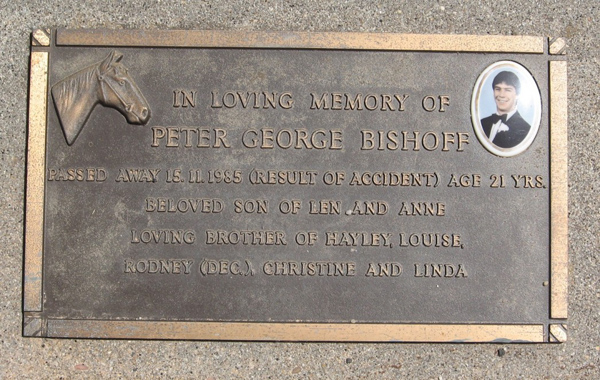 IN LOVING MEMORY OF
PETER GEORGE BISHOFF
PASSED AWAY 15.11.1985 (RESULT OF ACCIDENT) AGE 21 YRS.
BELOVED SON OF LEN AND ANNE
LOVING BROTHER OF HAYLEY, LOUISE,
RODNEY (DEC.), CHRISTINE AND LINDA